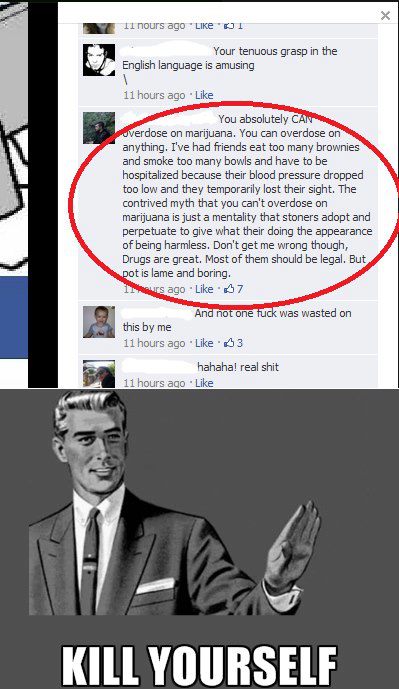 ×
11 hours ago · Like · 1
Your tenuous grasp in the
English language is amusing
\
11 hours ago · Like
You absolutely CAN
overdose on marijuana. You can overdose on
anything. I've had friends eat too many brownies
and smoke too many bowls and have to be
hospitalized because their blood pressure dropped
too low and they temporarily lost their sight. The
contrived myth that you can't overdose on
marijuana is just a mentality that stoners adopt and
perpetuate to give what their doing the appearance
of being harmless. Don't get me wrong though,
Drugs are great. Most of them should be legal. But
pot is lame and boring.
11 hours ago · Like · 7
And not one fuck was wasted on
this by me
11 hours ago · Like · 3
hahaha! real shit
11 hours ago · Like
KILL YOURSELF